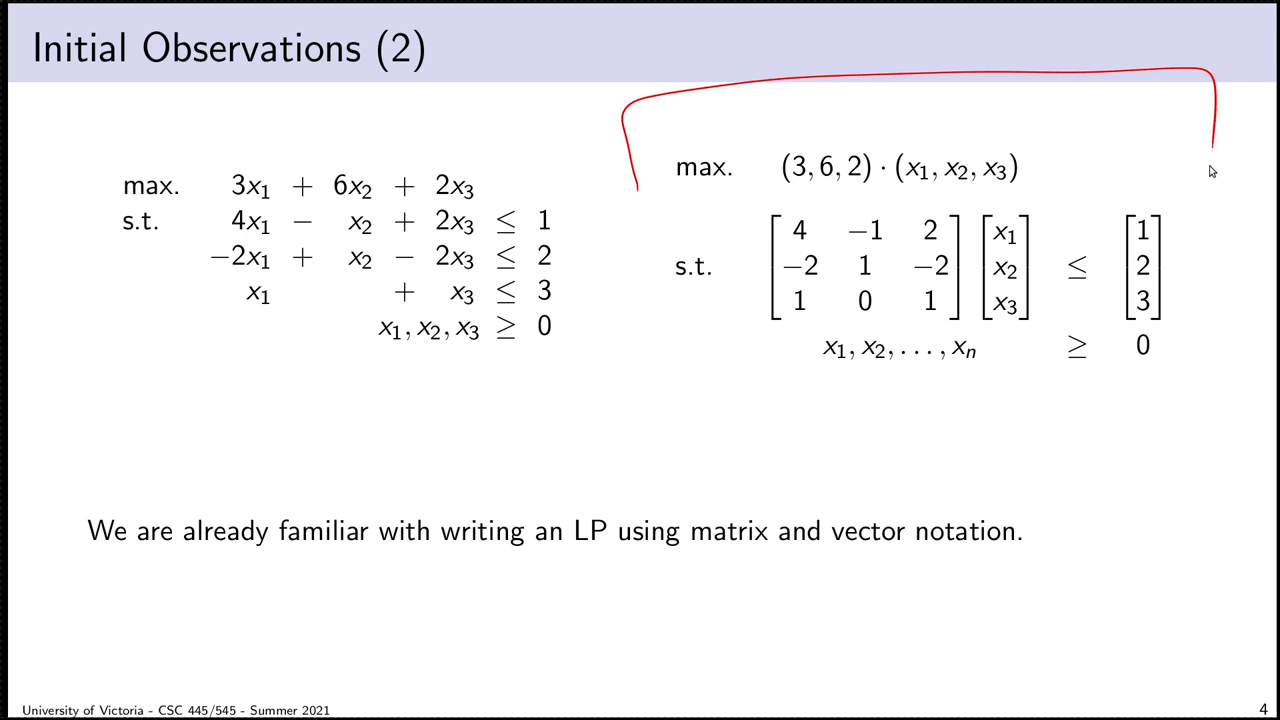 Initial Observations (2)
max. 3x₁ + 6x₂ + 2x₃
s.t. 4x₁ − x₂ + 2x₃ ≤ 1
−2x₁ + x₂ − 2x₃ ≤ 2
x₁ + x₃ ≤ 3
x₁, x₂, x₃ ≥ 0
max. (3, 6, 2) · (x₁, x₂, x₃)
s.t. [4 −1 2] [x₁] ≤ [1]
[−2 1 −2] [x₂] [2]
[1 0 1] [x₃] [3]
x₁, x₂, . . . , xₙ ≥ 0
We are already familiar with writing an LP using matrix and vector notation.
University of Victoria - CSC 445/545 - Summer 2021
4